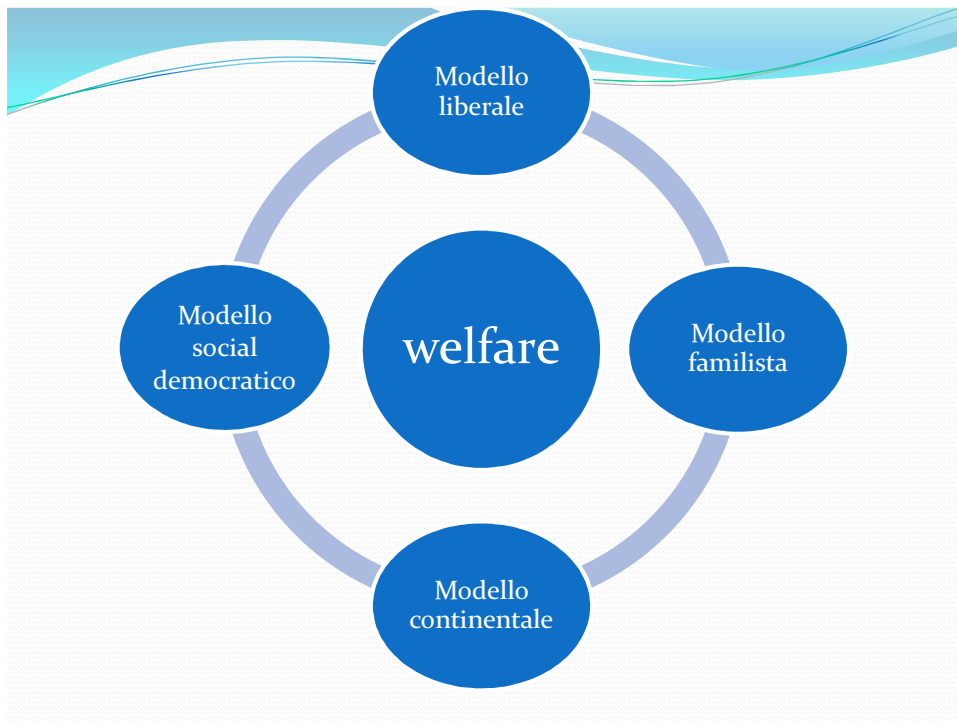 Modello
liberale
Modello
social
democratico
welfare
Modello
familista
Modello
continentale